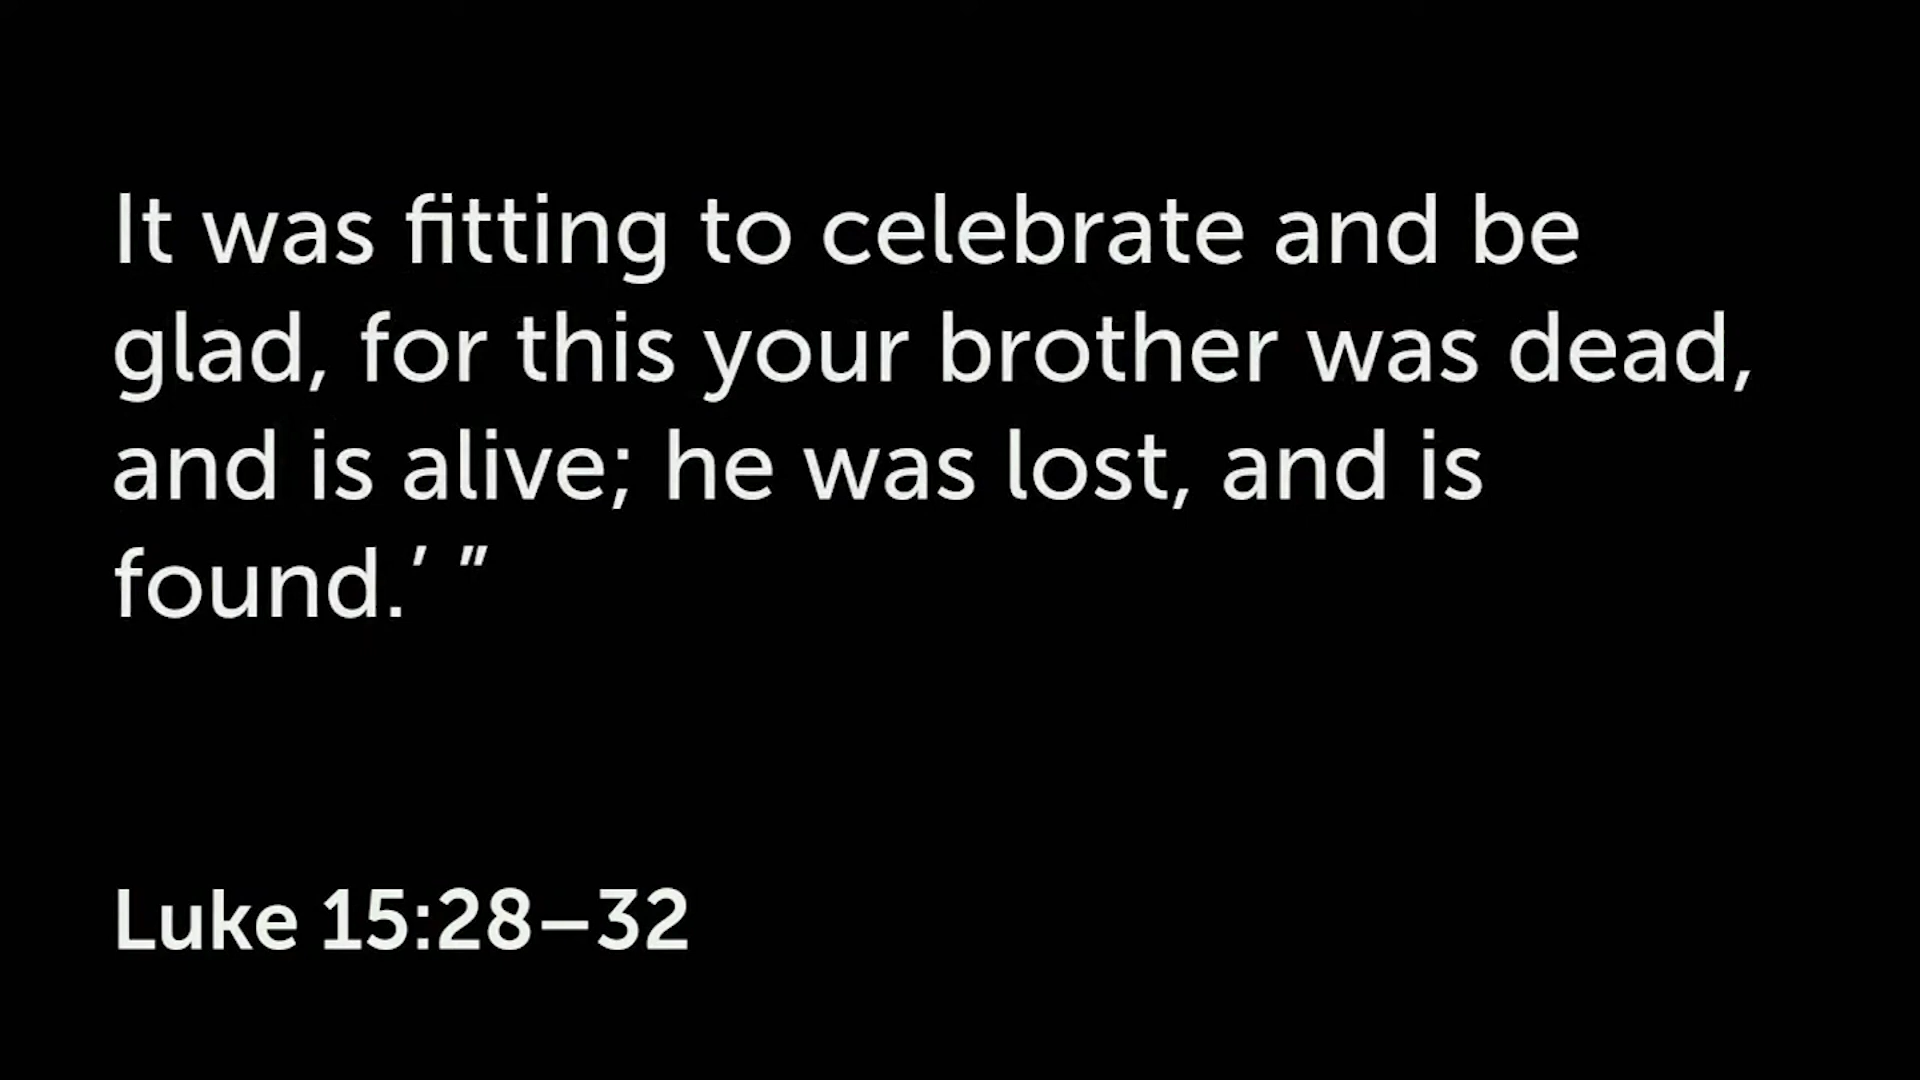 It was fitting to celebrate and be
glad, for this your brother was dead,
and is alive; he was lost, and is
found.’ ”
Luke 15:28–32